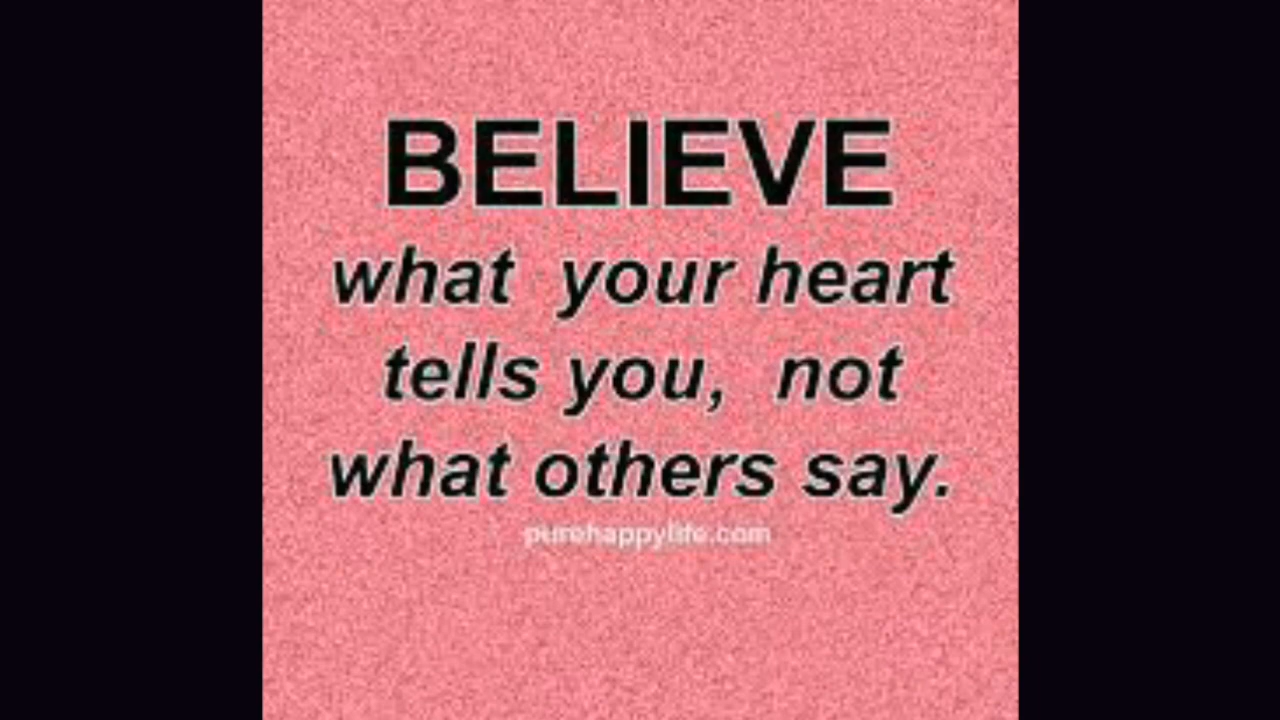 BELIEVE
what your heart
tells you, not
what others say.
purehappylife.com